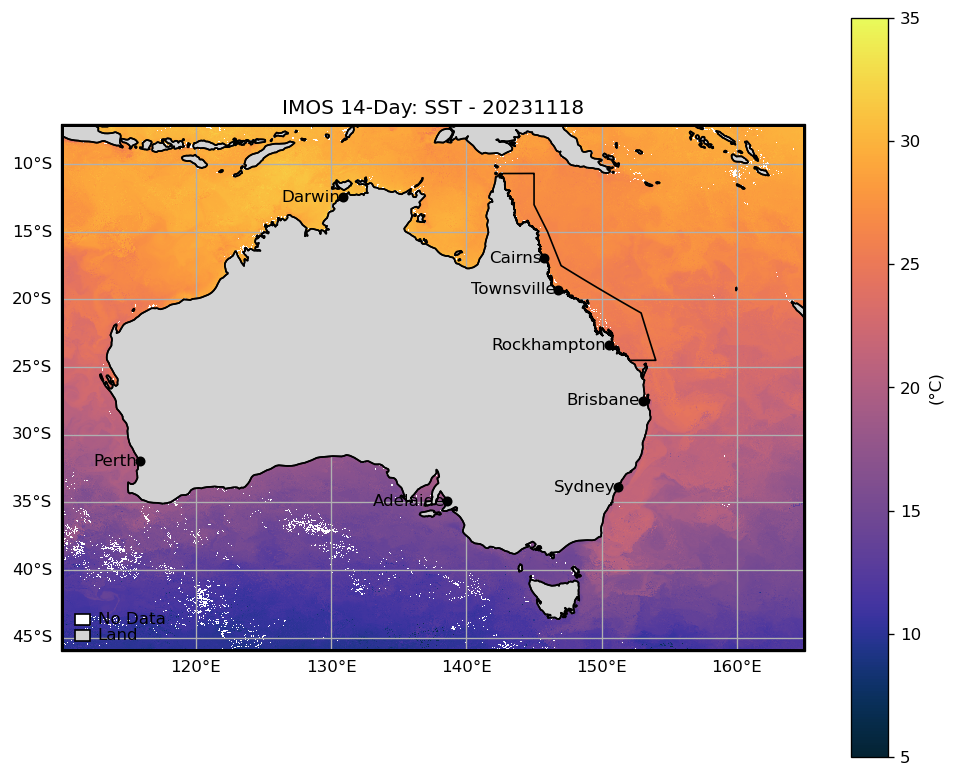 IMOS 14-Day: SST - 20231118
35
30
25
20
15
10
5
(°C)
10°S
15°S
20°S
25°S
30°S
35°S
40°S
45°S
Darwin
Cairns
Townsville
Rockhampton
Brisbane
Perth
Sydney
Adelaide
No Data
Land
120°E
130°E
140°E
150°E
160°E